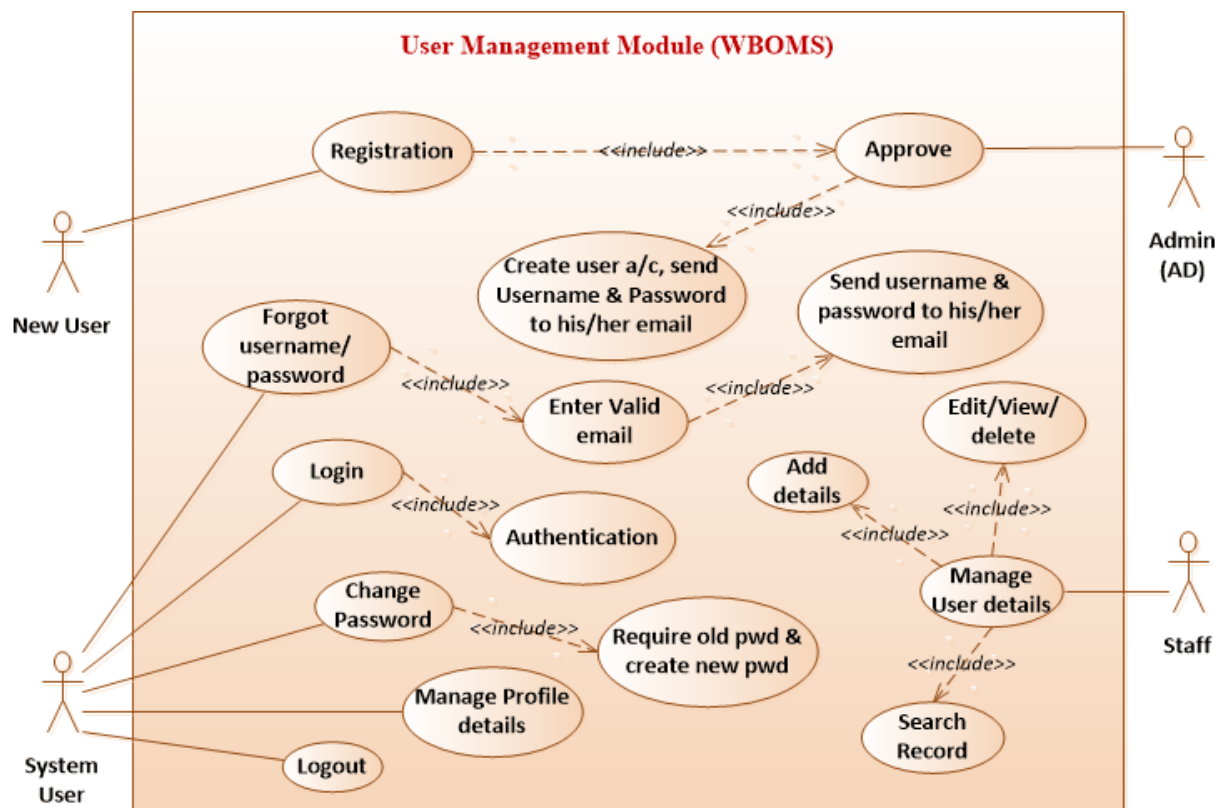 User Management Module (WBOMS)
Registration
<<include>>
Approve
<<include>>
Admin
(AD)
New User
Create user a/c, send
Username & Password
to his/her email
Send username &
password to his/her
email
Forgot
username/
password
<<include>>
<<include>>
Enter Valid
email
Edit/View/
delete
Login
Add
details
<<include>>
<<include>>
<<include>>
Authentication
Manage
User details
Change
Password
<<include>>
Require old pwd &
create new pwd
Staff
<<include>>
Manage Profile
details
Search
Record
System
User
Logout